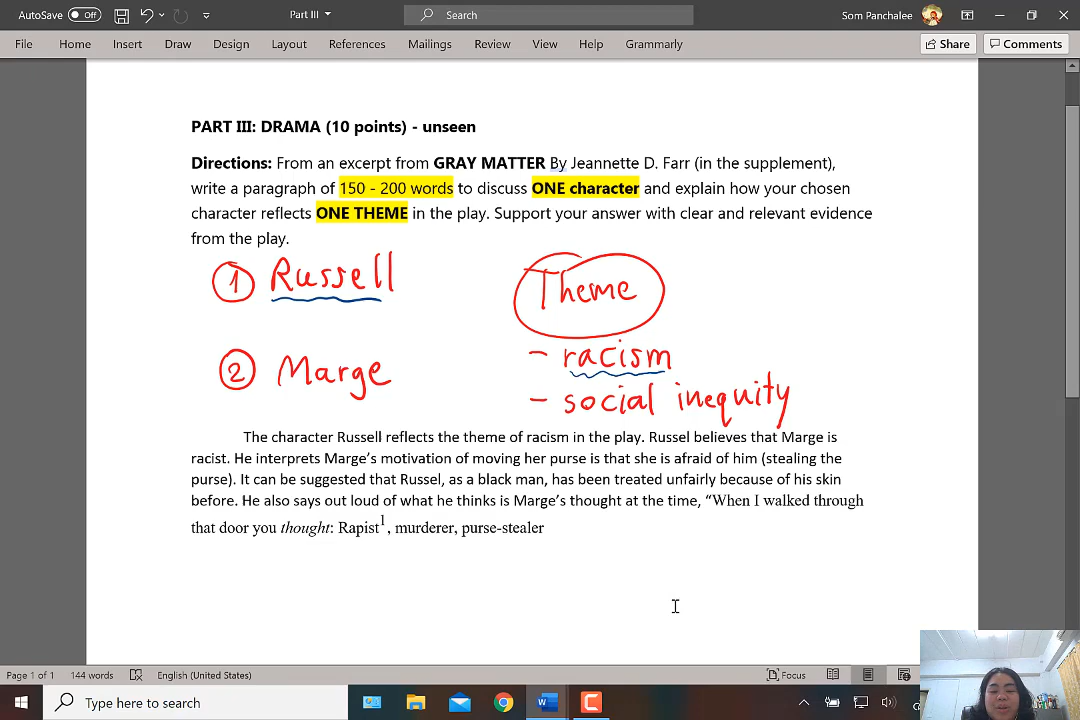 AutoSave Off Part III Search Som Panchalee
File Home Insert Draw Design Layout References Mailings Review View Help Grammarly Share Comments
PART III: DRAMA (10 points) - unseen
Directions: From an excerpt from GRAY MATTER By Jeannette D. Farr (in the supplement),
write a paragraph of 150 - 200 words to discuss ONE character and explain how your chosen
character reflects ONE THEME in the play. Support your answer with clear and relevant evidence
from the play.
1 Russell
Theme
2 Marge
- racism
- social inequity
The character Russell reflects the theme of racism in the play. Russel believes that Marge is
racist. He interprets Marge's motivation of moving her purse is that she is afraid of him (stealing the
purse). It can be suggested that Russel, as a black man, has been treated unfairly because of his skin
before. He also says out loud of what he thinks is Marge's thought at the time, “When I walked through
that door you thought: Rapist1, murderer, purse-stealer
Page 1 of 1 144 words English (United States) Focus
Type here to search